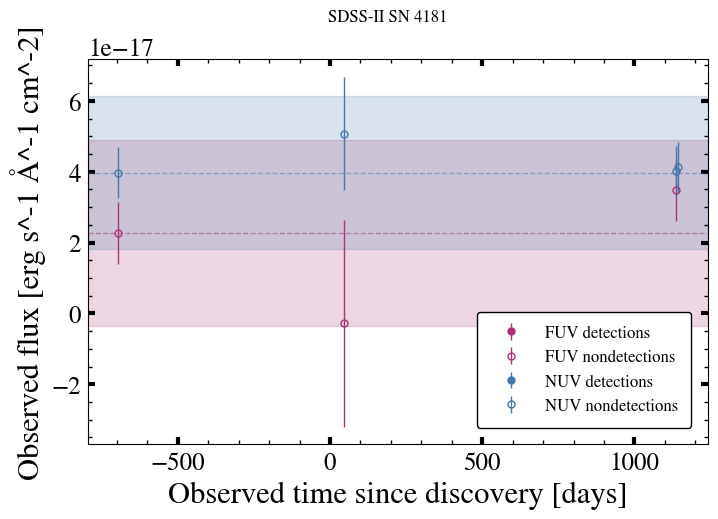 SDSS-II SN 4181
1e−17
Observed flux [erg s^-1 Å^-1 cm^-2]
6
4
2
0
−2
FUV detections
FUV nondetections
NUV detections
NUV nondetections
−500 0 500 1000
Observed time since discovery [days]